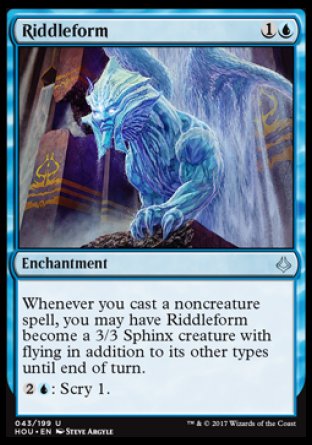 Riddleform 1
Enchantment
Whenever you cast a noncreature
spell, you may have Riddleform
become a 3/3 Sphinx creature with
flying in addition to its other types
until end of turn.
2 : Scry 1.
043/199 U
HOU • EN Steve Argyle
™ & © 2017 Wizards of the Coast